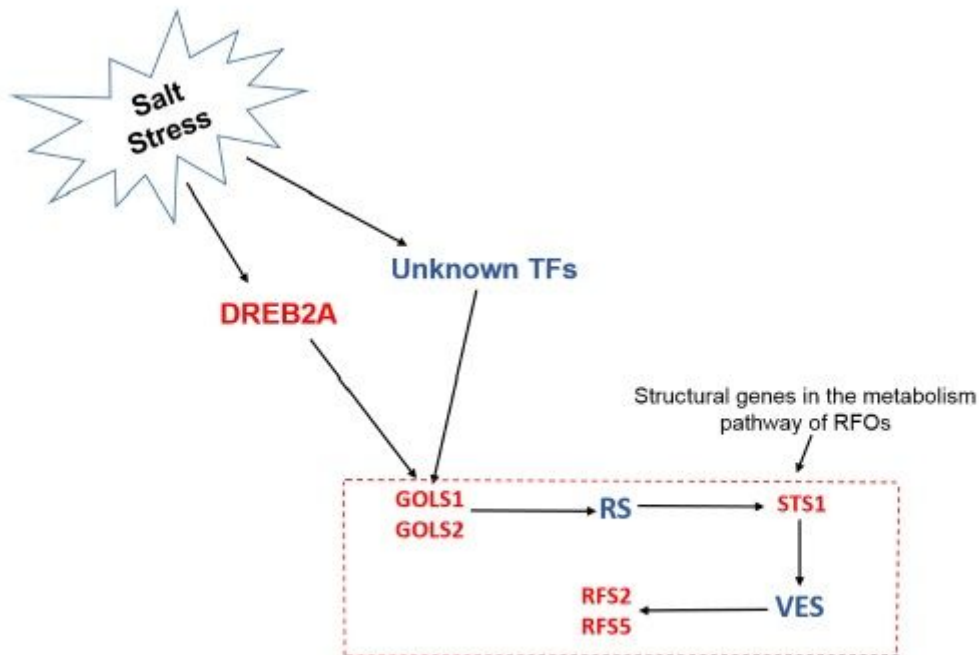 Salt
Stress
Unknown TFs
DREB2A
Structural genes in the metabolism
pathway of RFOs
GOLS1
GOLS2
RS
STS1
RFS2
RFS5
VES